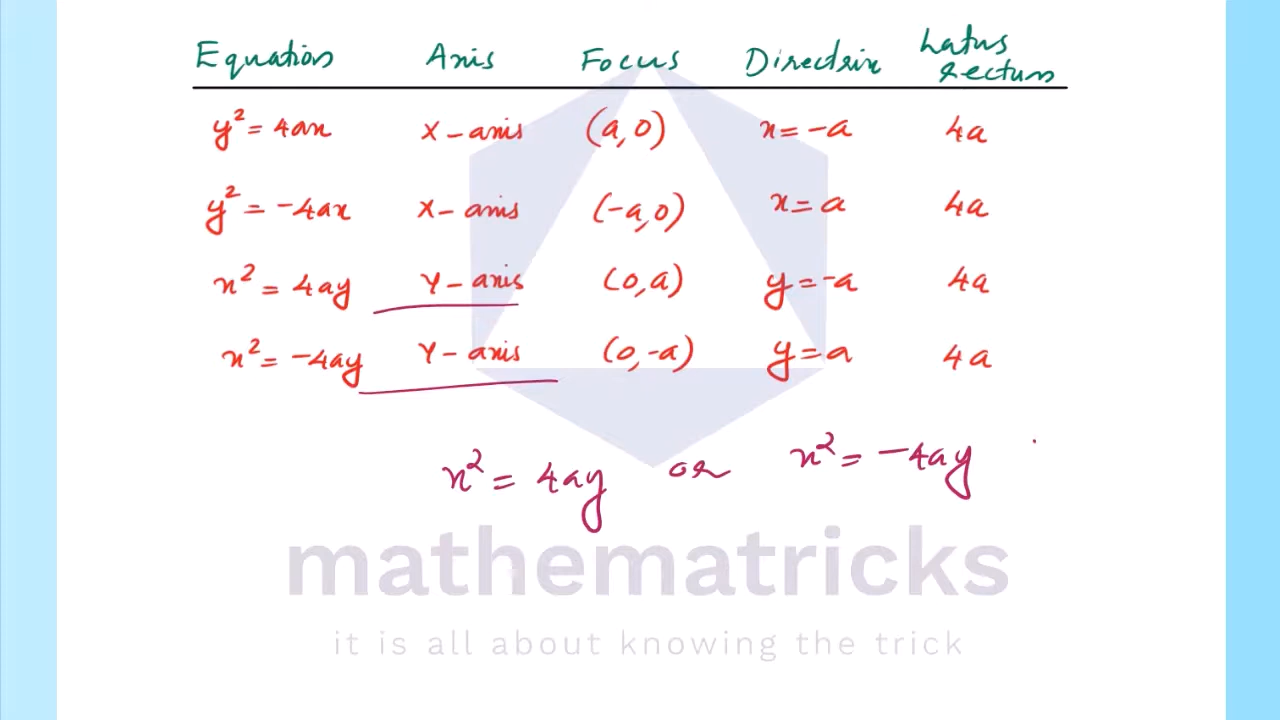 Equation Axis Focus Directrix Latus Rectum
y² = 4ax X-axis (a,0) x = -a 4a
y² = -4ax X-axis (-a,0) x = a 4a
x² = 4ay Y-axis (0,a) y = -a 4a
x² = -4ay Y-axis (0,-a) y = a 4a
x² = 4ay or x² = -4ay
mathematricks
it is all about knowing the trick